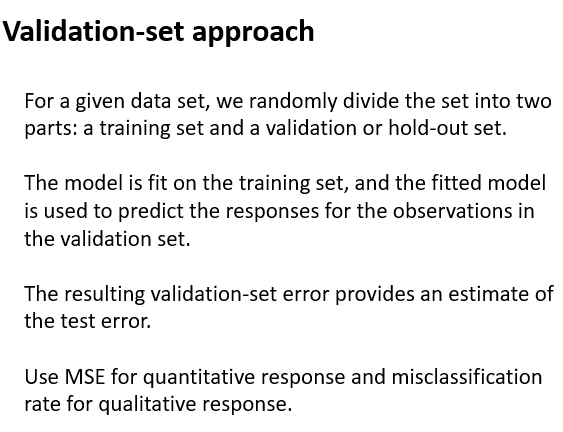 Validation-set approach
For a given data set, we randomly divide the set into two
parts: a training set and a validation or hold-out set.
The model is fit on the training set, and the fitted model
is used to predict the responses for the observations in
the validation set.
The resulting validation-set error provides an estimate of
the test error.
Use MSE for quantitative response and misclassification
rate for qualitative response.